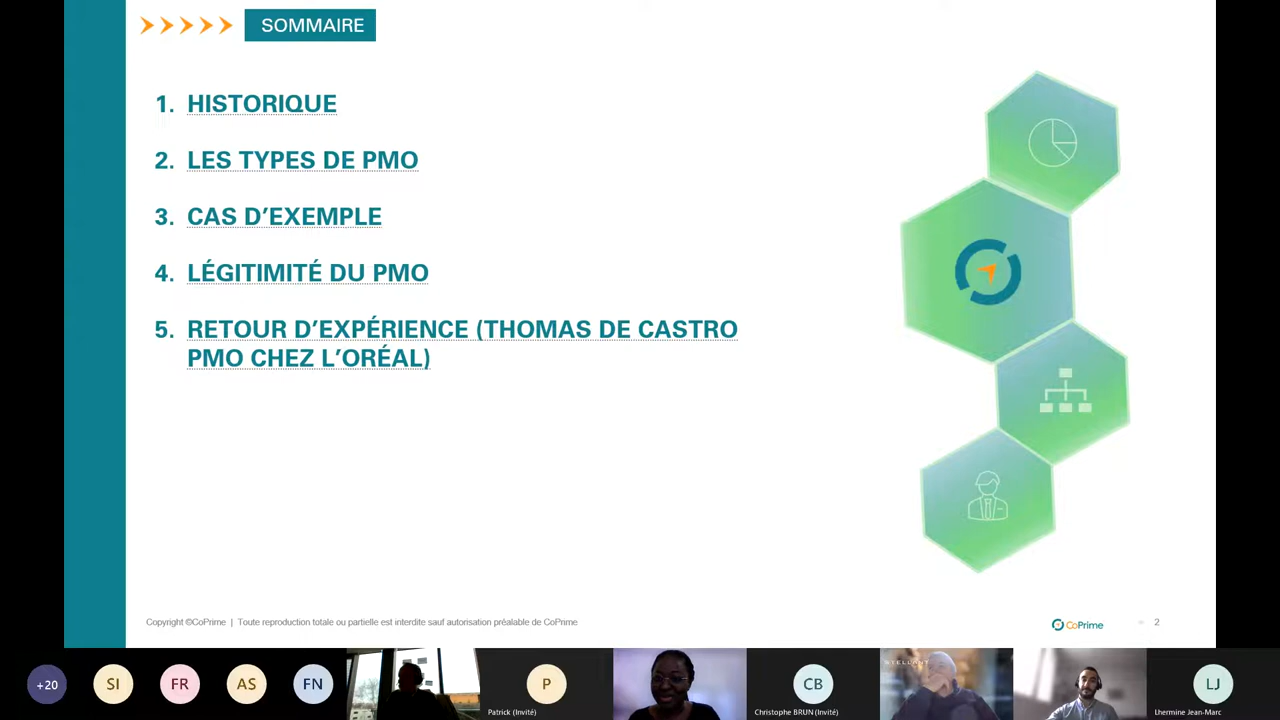 SOMMAIRE
1. HISTORIQUE
2. LES TYPES DE PMO
3. CAS D’EXEMPLE
4. LÉGITIMITÉ DU PMO
5. RETOUR D’EXPÉRIENCE (THOMAS DE CASTRO
PMO CHEZ L’ORÉAL)
Copyright ©CoPrime | Toute reproduction totale ou partielle est interdite sauf autorisation préalable de CoPrime
CoPrime
2
+20
SI
FR
AS
FN
P
Patrick (Invité)
CB
Christophe BRUN (Invité)
STELLANT
LJ
Lhermine Jean-Marc